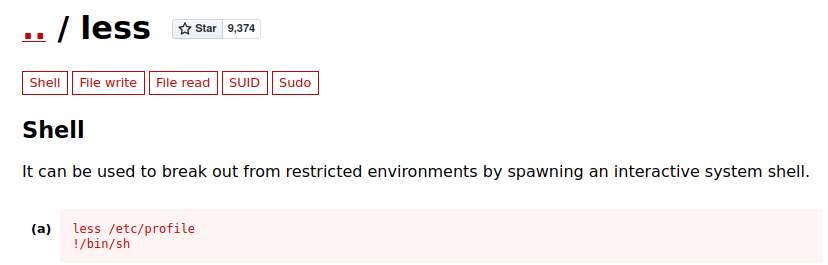 .. / less Star 9,374
Shell File write File read SUID Sudo
Shell
It can be used to break out from restricted environments by spawning an interactive system shell.
(a) less /etc/profile
!/bin/sh